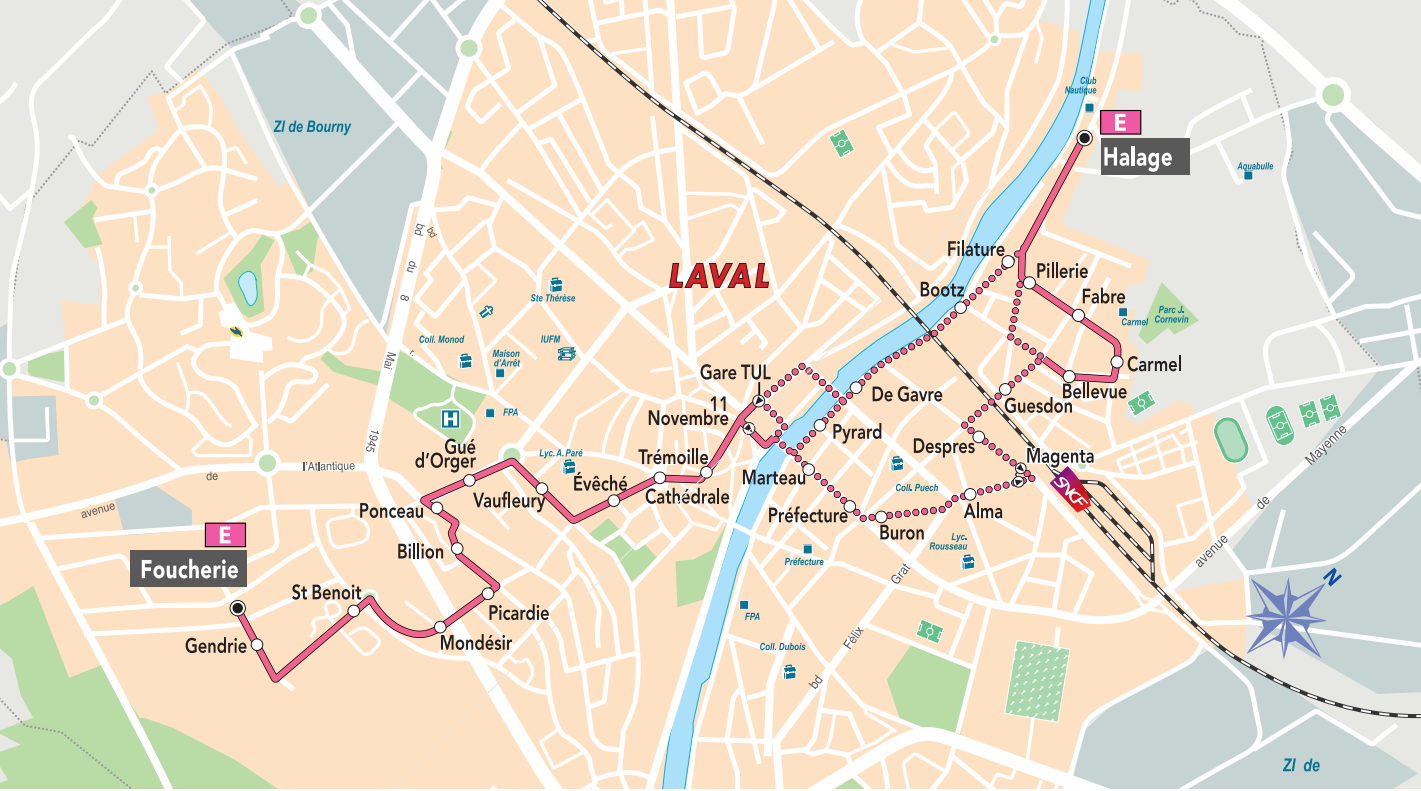 Club
Nautique
E
Halage
ZI de Bourny
Aquabulle
bd
bd
du
8
Mai
1945
r.
LAVAL
Filature
Pillerie
Bootz
Fabre
Carmel
Parc J.
Cornevin
Ste Thérèse
Coll. Monod
IUFM
Maison
d'Arrêt
Carmel
Gare TUL
De Gavre
Bellevue
Guesdon
11
Novembre
FPA
H
Pyrard
Despres
Magenta
SNCF
Gué
d'Orger
Lyc. A. Paré
Trémoille
Marteau
Coll. Puech
Mayenne
de
avenue
de
l'Atlantique
avenue
Évêché
Cathédrale
Vaufleury
Ponceau
Préfecture
Buron
Alma
Lyc.
Rousseau
E
Foucherie
Billion
Préfecture
Grat
Félix
bd
N
St Benoit
Picardie
FPA
Gendrie
Mondésir
Coll. Dubois
ZI de